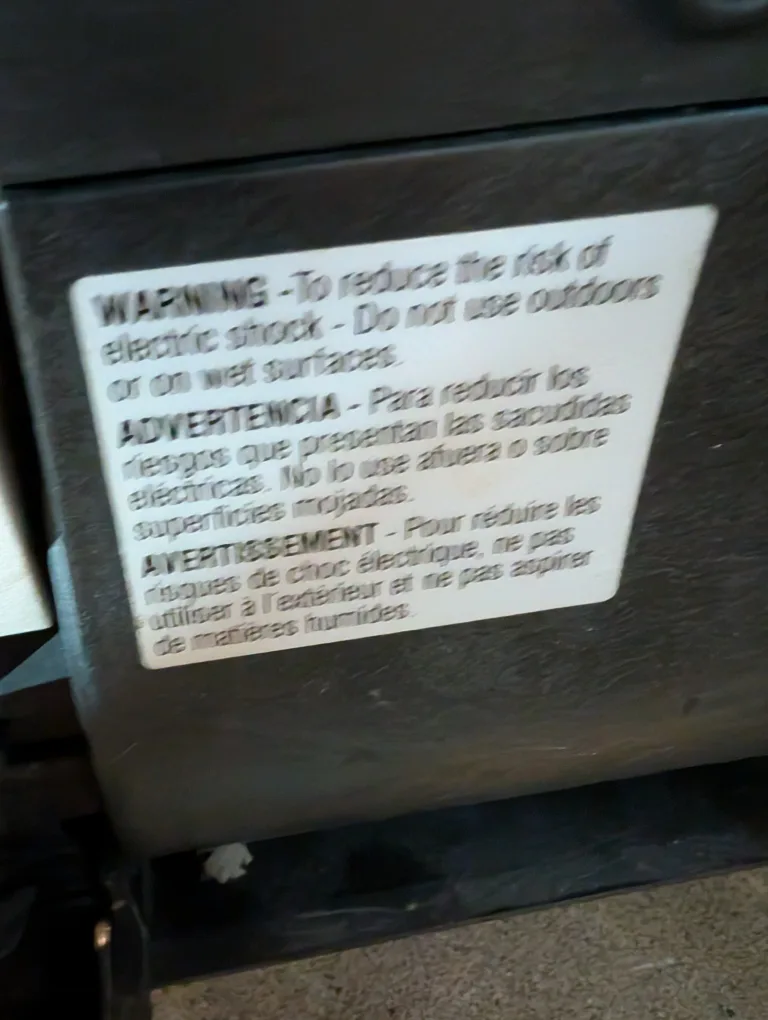 WARNING - To reduce the risk of
electric shock - Do not use outdoors
or on wet surfaces.
ADVERTENCIA - Para reducir los
riesgos que presentan las sacudidas
eléctricas. No lo use afuera o sobre
superficies mojadas.
AVERTISSEMENT - Pour réduire les
risques de choc électrique, ne pas
utiliser à l'extérieur et ne pas aspirer
de matières humides.